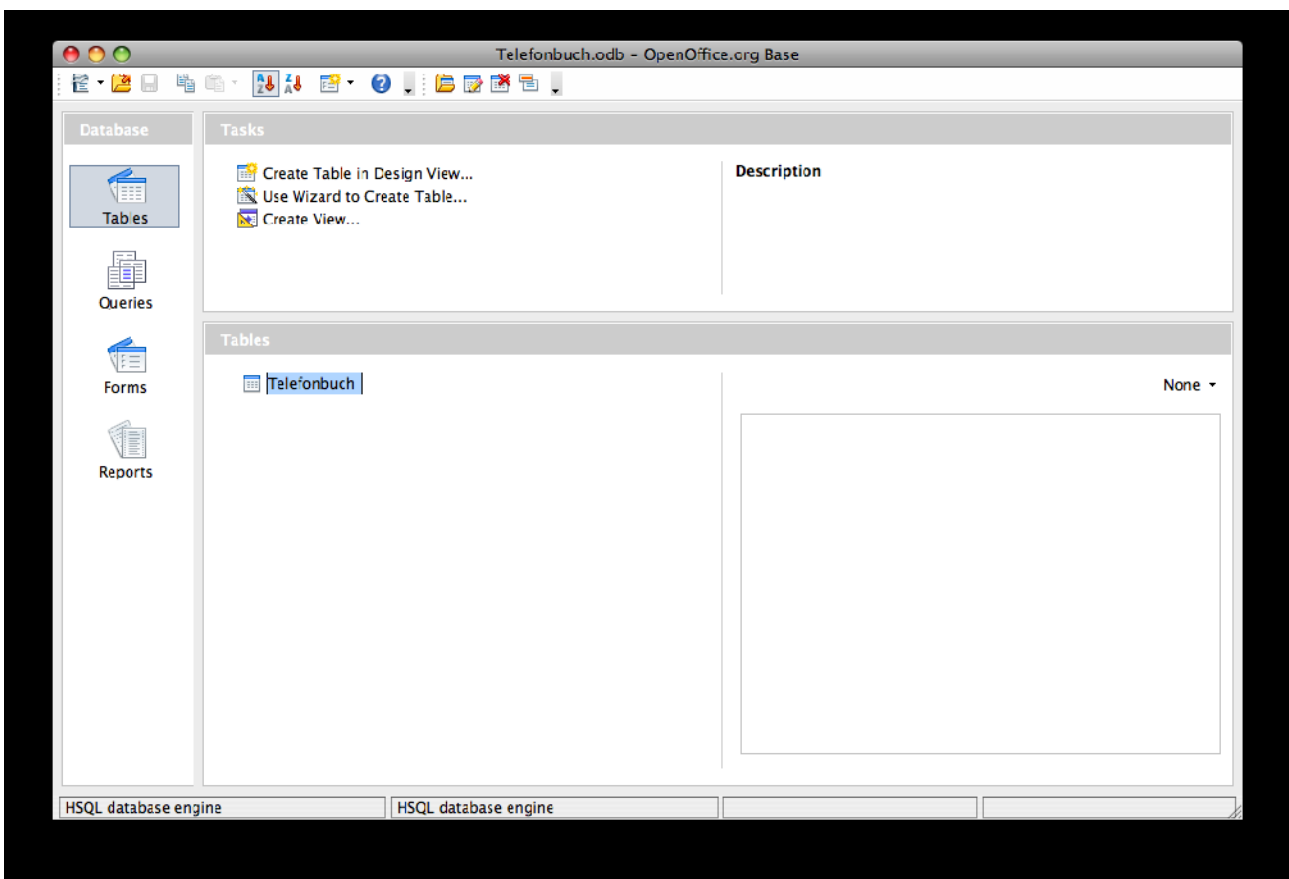 Telefonbuch.odb – OpenOffice.org Base
Database
Tables
Queries
Forms
Reports
Tasks
Create Table in Design View...
Use Wizard to Create Table...
Create View...
Description
Tables
Telefonbuch
None
HSQL database engine
HSQL database engine